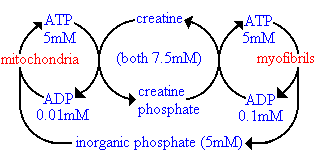 ATP
5mM
creatine
ATP
5mM
mitochondria
(both 7.5mM)
myofibrils
ADP
0.01mM
creatine
phosphate
ADP
0.1mM
inorganic phosphate (5mM)